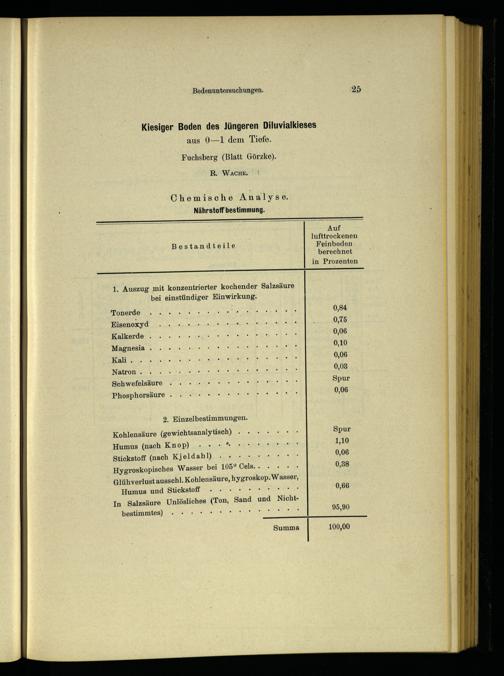 Bodenuntersuchungen. 25
Kiesiger Boden des Jüngeren Diluvialkieses
aus 0—1 dem Tiefe.
Fuchsberg (Blatt Görzke).
R. Wache.
Chemische Analyse.
Nährstoffbestimmung.
Bestandteile
Auf
lufttrockenen
Feinboden
berechnet
in Prozenten
1. Auszug mit konzentrierter kochender Salzsäure
bei einstündiger Einwirkung.
Tonerde . . . . . . . . . . . . . . . 0,84
Eisenoxyd . . . . . . . . . . . . . . 0,75
Kalkerde . . . . . . . . . . . . . . . 0,06
Magnesia . . . . . . . . . . . . . . . 0,10
Kali . . . . . . . . . . . . . . . . . 0,06
Natron . . . . . . . . . . . . . . . . 0,03
Schwefelsäure . . . . . . . . . . . . . Spur
Phosphorsäure . . . . . . . . . . . . . 0,06
2. Einzelbestimmungen.
Kohlensäure (gewichtsanalytisch) . . . . . . . Spur
Humus (nach Knop) . . . . . . . . . . . 1,10
Stickstoff (nach Kjeldahl) . . . . . . . . . 0,06
Hygroskopisches Wasser bei 105° Cels. . . . . . 0,38
Glühverlust ausschl. Kohlensäure, hygroskop. Wasser,
Humus und Stickstoff . . . . . . . . . . 0,66
In Salzsäure Unlösliches (Ton, Sand und Nicht-
bestimmtes) . . . . . . . . . . . . . 95,90
Summa 100,00